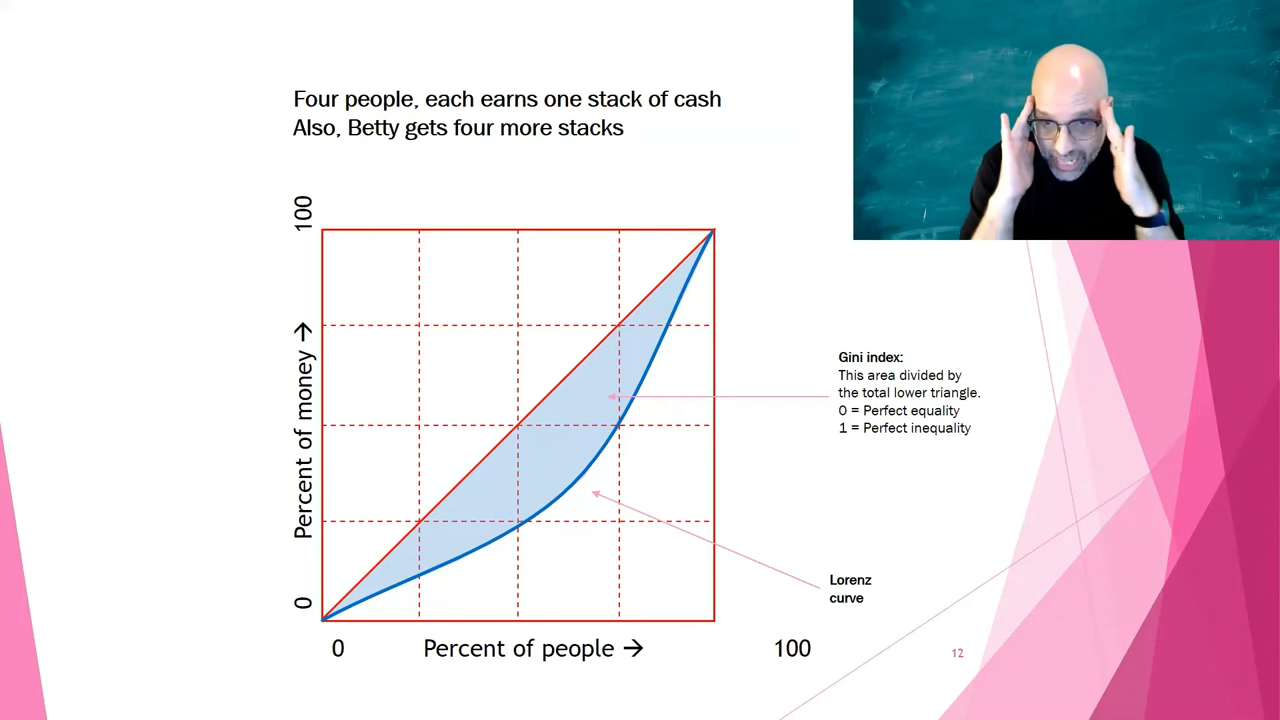 Four people, each earns one stack of cash
Also, Betty gets four more stacks
100
Percent of money →
0
Gini index:
This area divided by
the total lower triangle.
0 = Perfect equality
1 = Perfect inequality
Lorenz
curve
0 Percent of people → 100
12